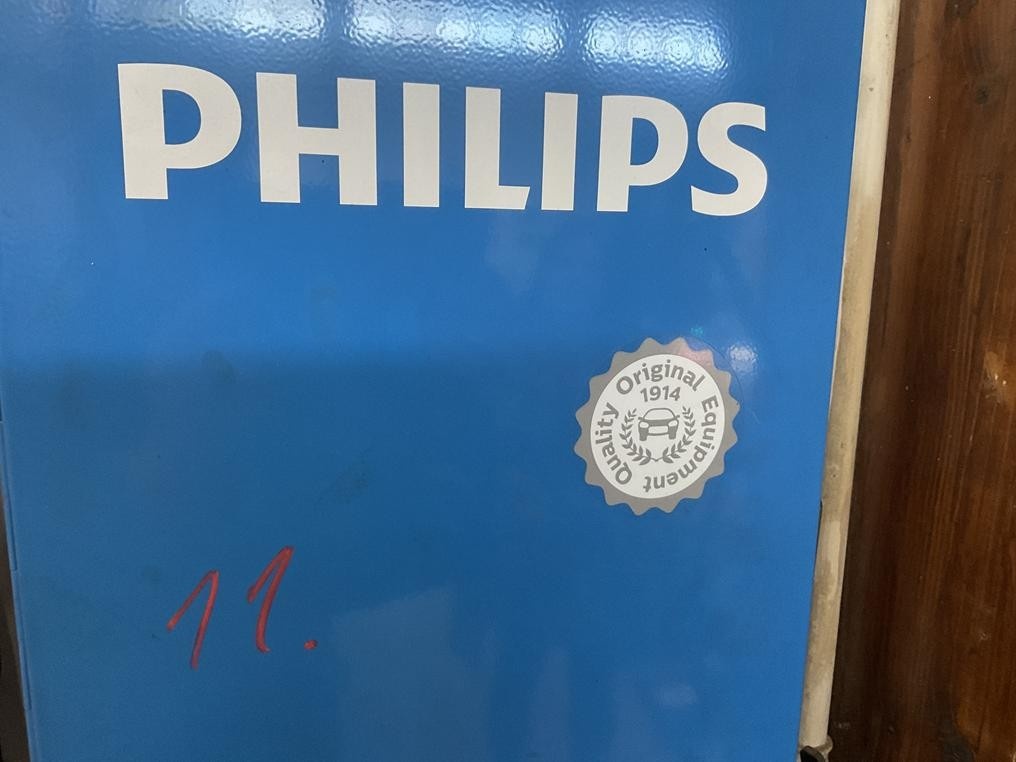 PHILIPS
Quality Original Equipment
1914
11.